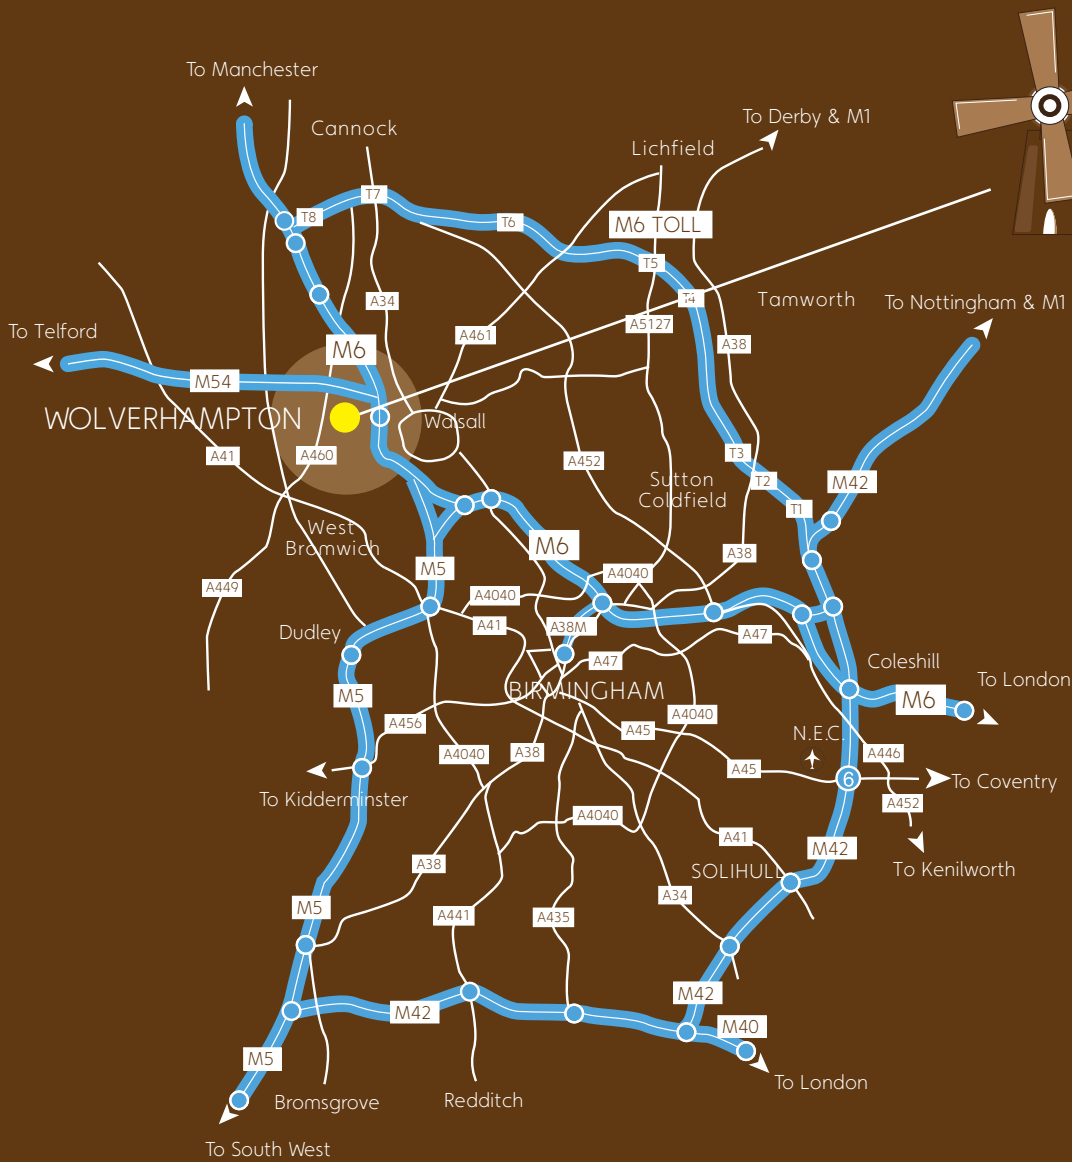 To Manchester
Cannock
To Derby & M1
Lichfield
T7
T8
T6
M6 TOLL
T5
T4
Tamworth
A34
To Nottingham & M1
A5127
To Telford
A461
A38
M6
M54
WOLVERHAMPTON
Walsall
A41
A460
A452
T3
Sutton
Coldfield
T2
M42
T1
West
Bromwich
M6
A38
M5
A4040
A449
A4040
A41
A38M
Dudley
A47
A47
Coleshill
To London
BIRMINGHAM
M5
M6
A4040
A456
A45
N.E.C.
A4040
A38
A446
A45
6
To Coventry
To Kidderminster
A452
A4040
A41
M42
A38
SOLIHULL
To Kenilworth
A34
M5
A441
A435
M42
M42
M40
M5
To London
Bromsgrove
Redditch
To South West